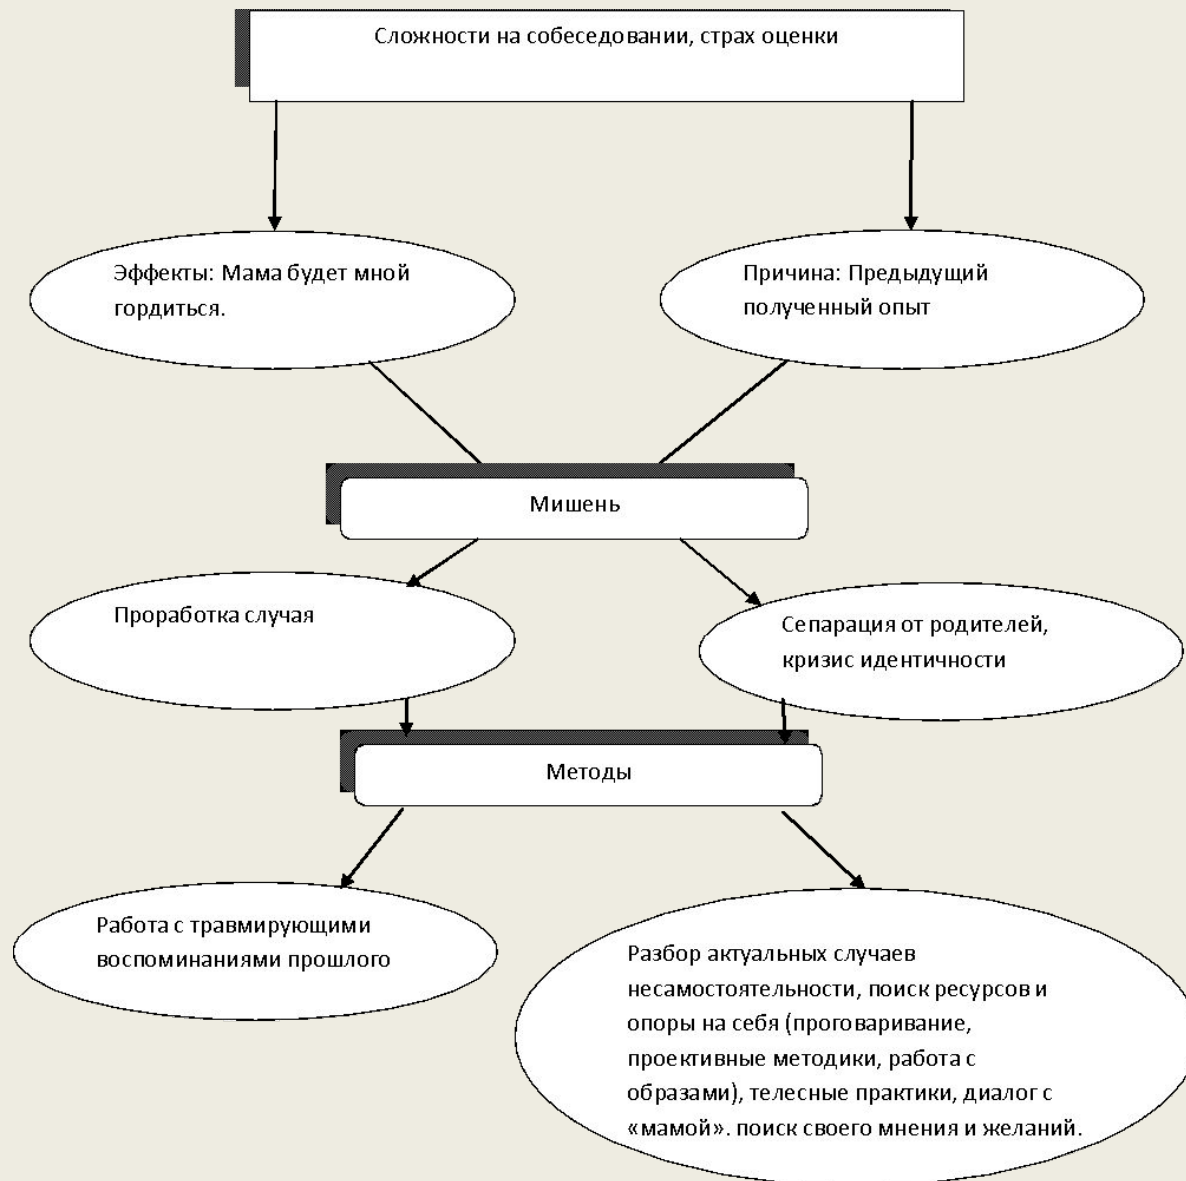 Сложности на собеседовании, страх оценки
Эффекты: Мама будет мной
гордиться.
Причина: Предыдущий
полученный опыт
Мишень
Проработка случая
Сепарация от родителей,
кризис идентичности
Методы
Работа с травмирующими
воспоминаниями прошлого
Разбор актуальных случаев
несамостоятельности, поиск ресурсов и
опоры на себя (проговаривание,
проективные методики, работа с
образами), телесные практики, диалог с
«мамой». поиск своего мнения и желаний.